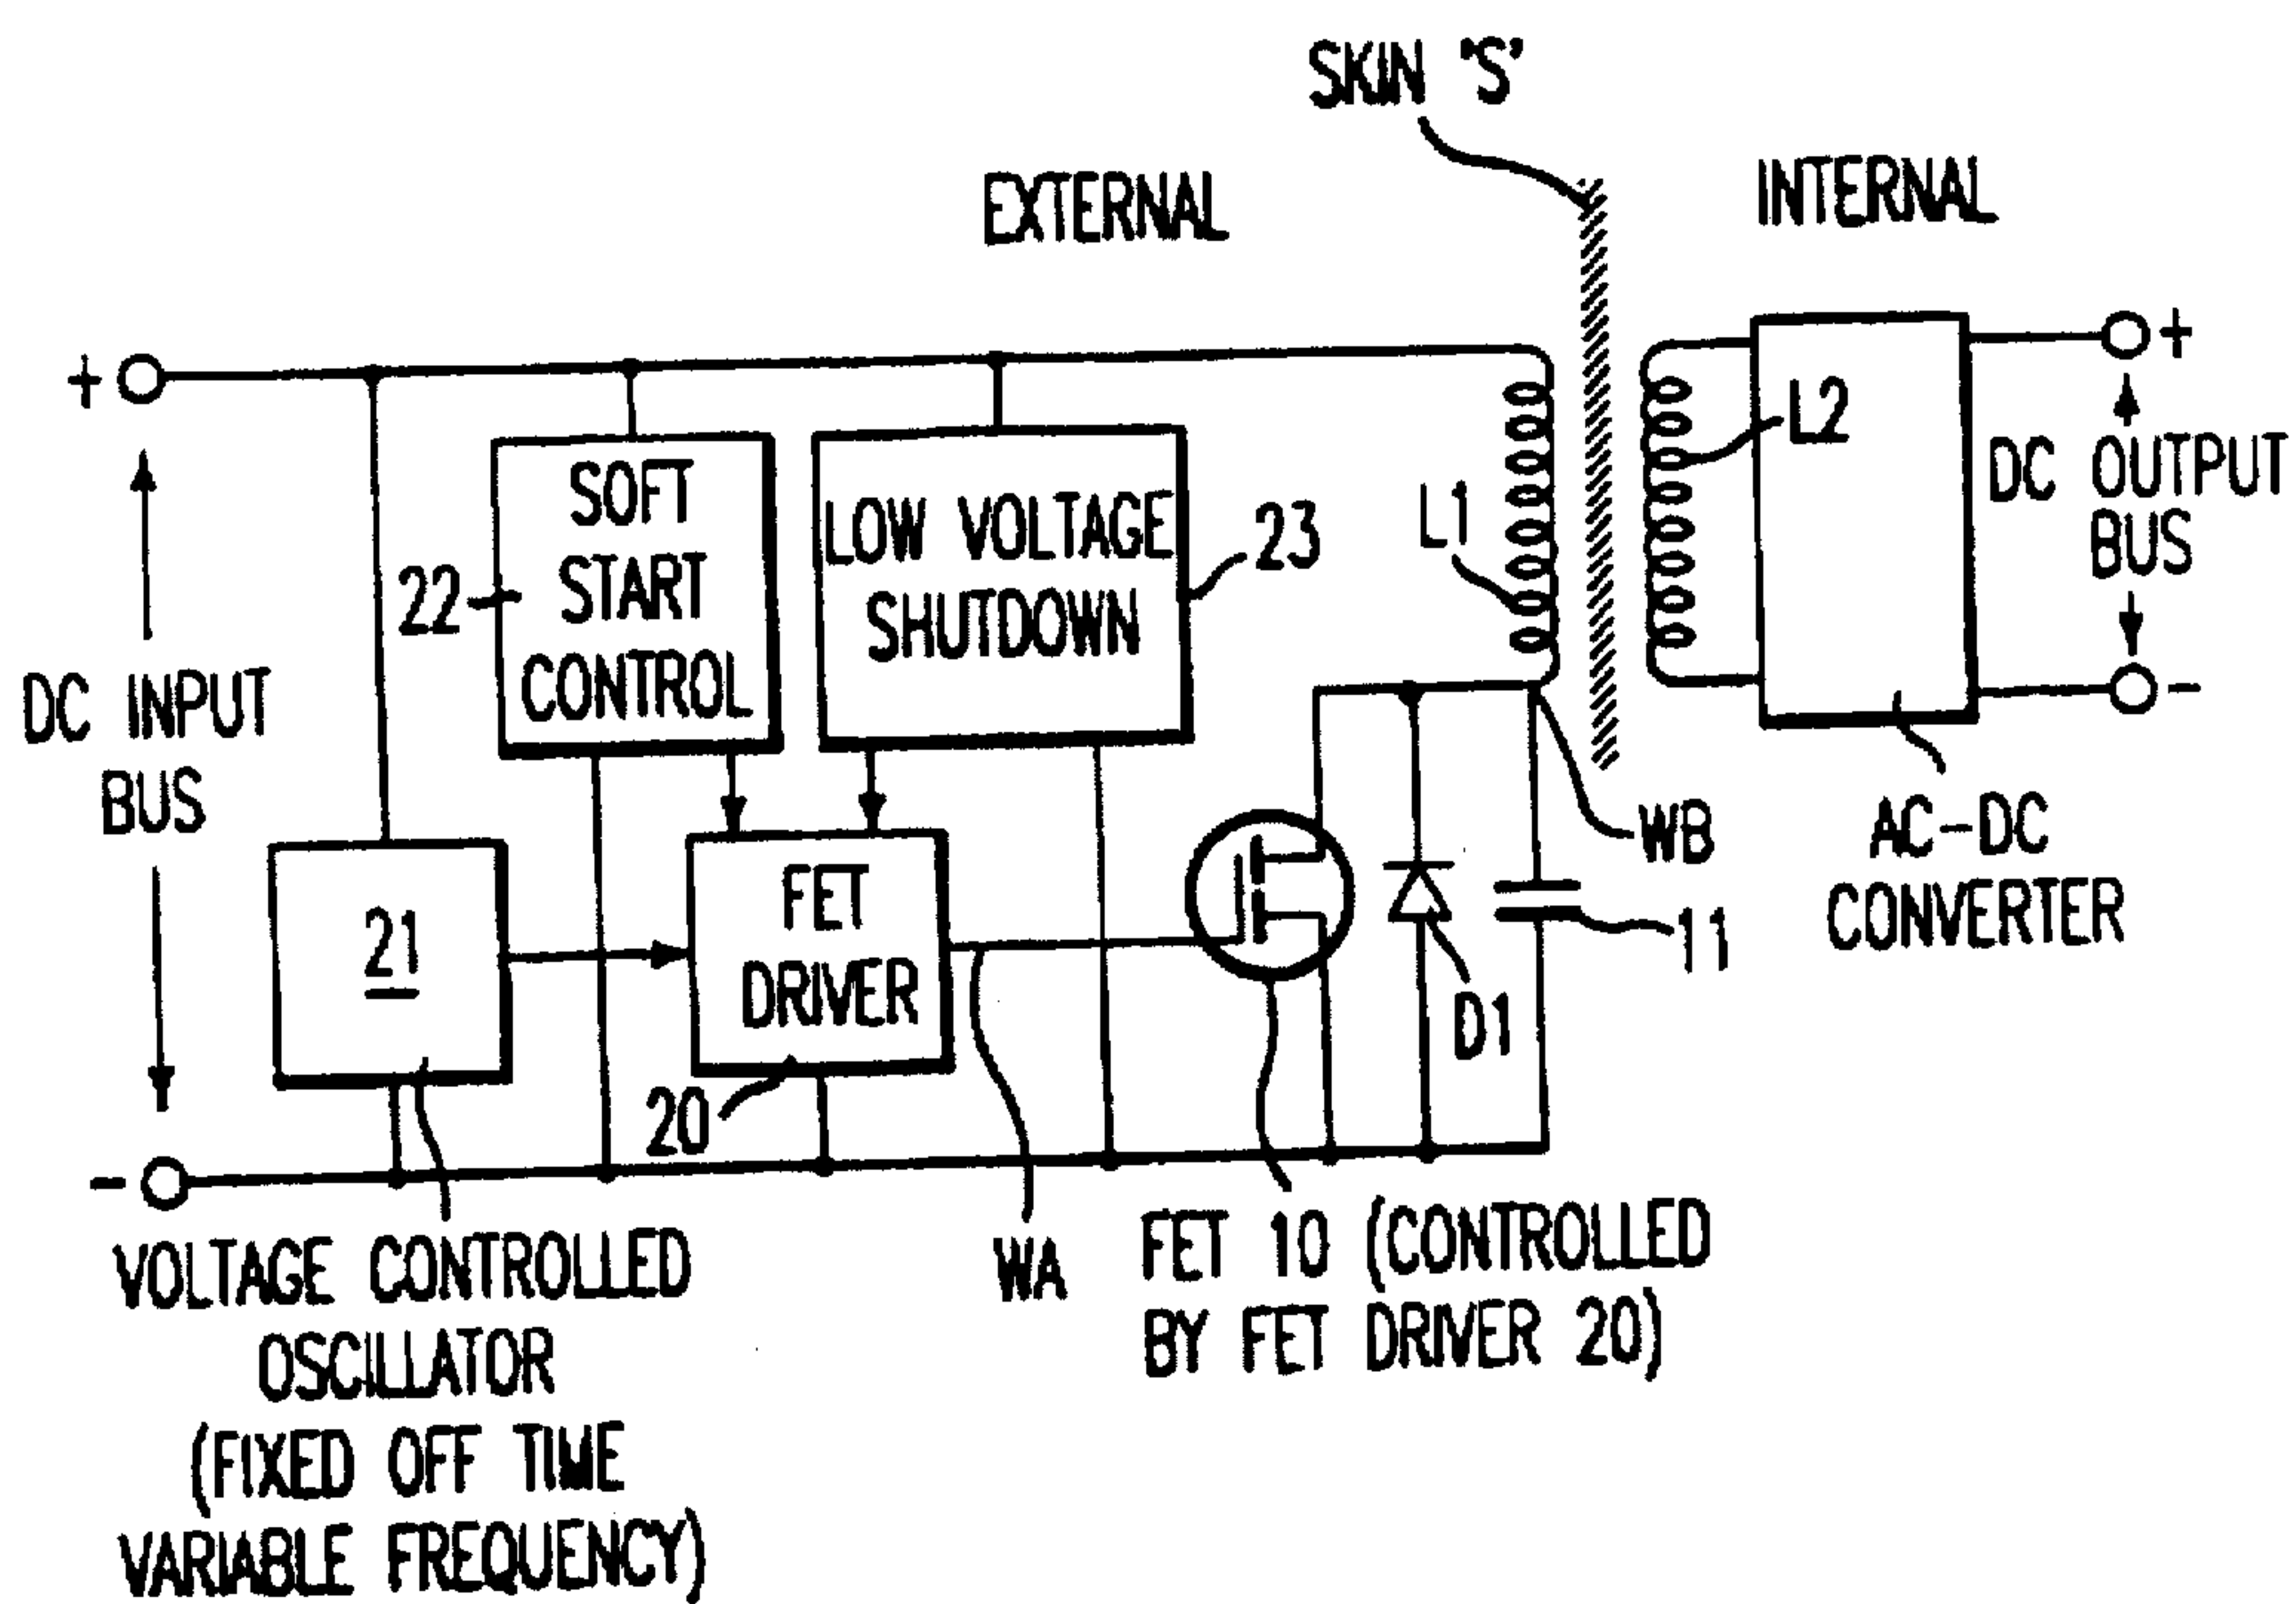 SKIN 'S'
EXTERNAL
INTERNAL
+
+
SOFT
START
CONTROL
22
LOW VOLTAGE
SHUTDOWN
23
L1
L2
DC OUTPUT
BUS
-
DC INPUT
BUS
WB
AC-DC
CONVERTER
21
FET
DRIVER
20
D1
11
-
VOLTAGE CONTROLLED
OSCILLATOR
(FIXED OFF TIME
VARIABLE FREQUENCY)
WA
FET 10 (CONTROLLED
BY FET DRIVER 20)